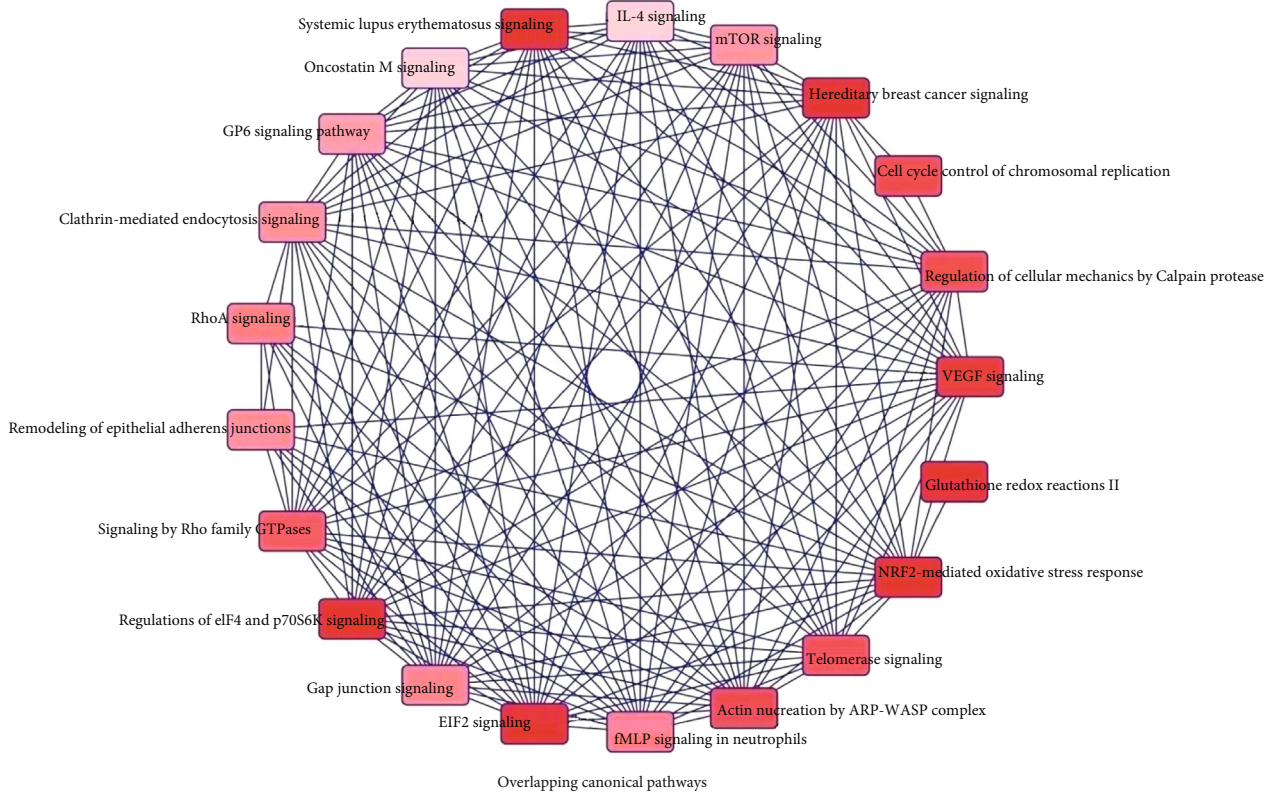 IL-4 signaling
Systemic lupus erythematosus signaling
mTOR signaling
Oncostatin M signaling
Hereditary breast cancer signaling
GP6 signaling pathway
Cell cycle control of chromosomal replication
Clathrin-mediated endocytosis signaling
Regulation of cellular mechanics by Calpain protease
RhoA signaling
VEGF signaling
Remodeling of epithelial adherens junctions
Glutathione redox reactions II
Signaling by Rho family GTPases
NRF2-mediated oxidative stress response
Regulations of elF4 and p70S6K signaling
Telomerase signaling
Gap junction signaling
Actin nucreation by ARP-WASP complex
EIF2 signaling
fMLP signaling in neutrophils
Overlapping canonical pathways